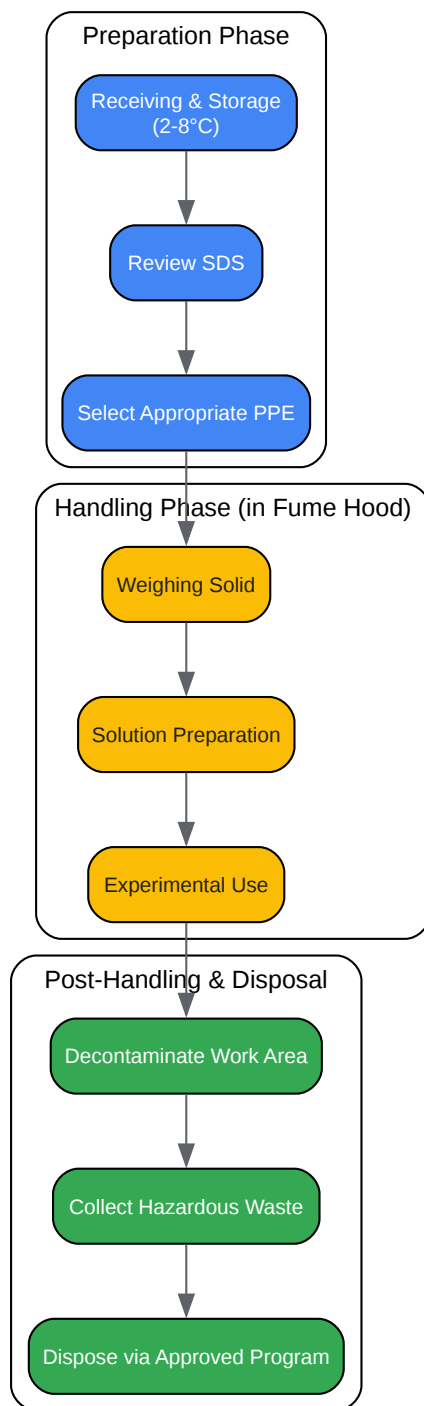 Preparation Phase
Receiving & Storage
(2-8°C)
Review SDS
Select Appropriate PPE
Handling Phase (in Fume Hood)
Weighing Solid
Solution Preparation
Experimental Use
Post-Handling & Disposal
Decontaminate Work Area
Collect Hazardous Waste
Dispose via Approved Program